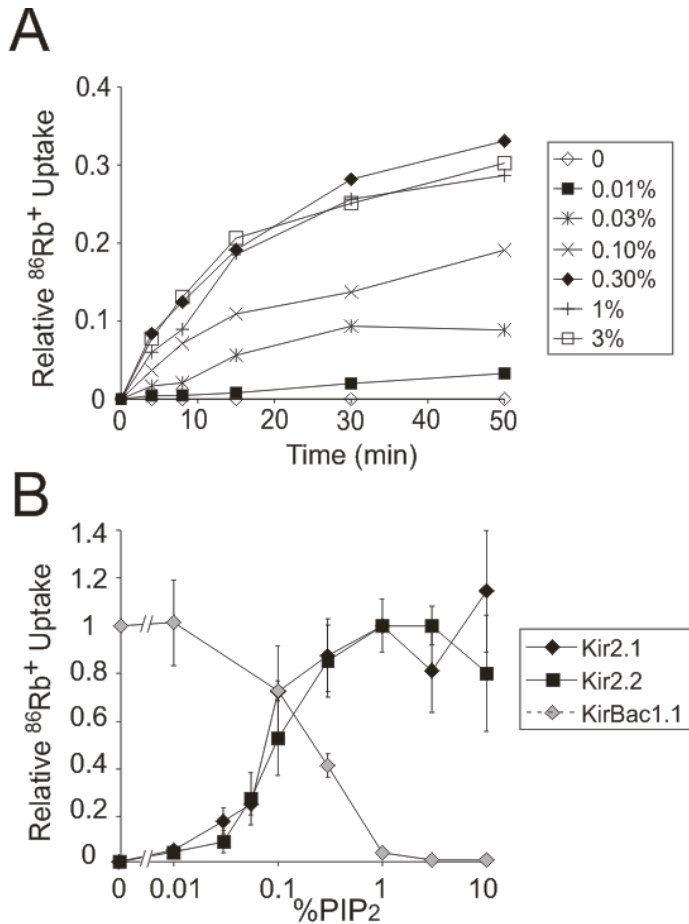 A
Relative ⁸⁶Rb⁺ Uptake
0.4
0.3
0.2
0.1
0
0 10 20 30 40 50
Time (min)
0
0.01%
0.03%
0.10%
0.30%
1%
3%
B
Relative ⁸⁶Rb⁺ Uptake
1.4
1.2
1
0.8
0.6
0.4
0.2
0
0 0.01 0.1 1 10
%PIP₂
Kir2.1
Kir2.2
KirBac1.1